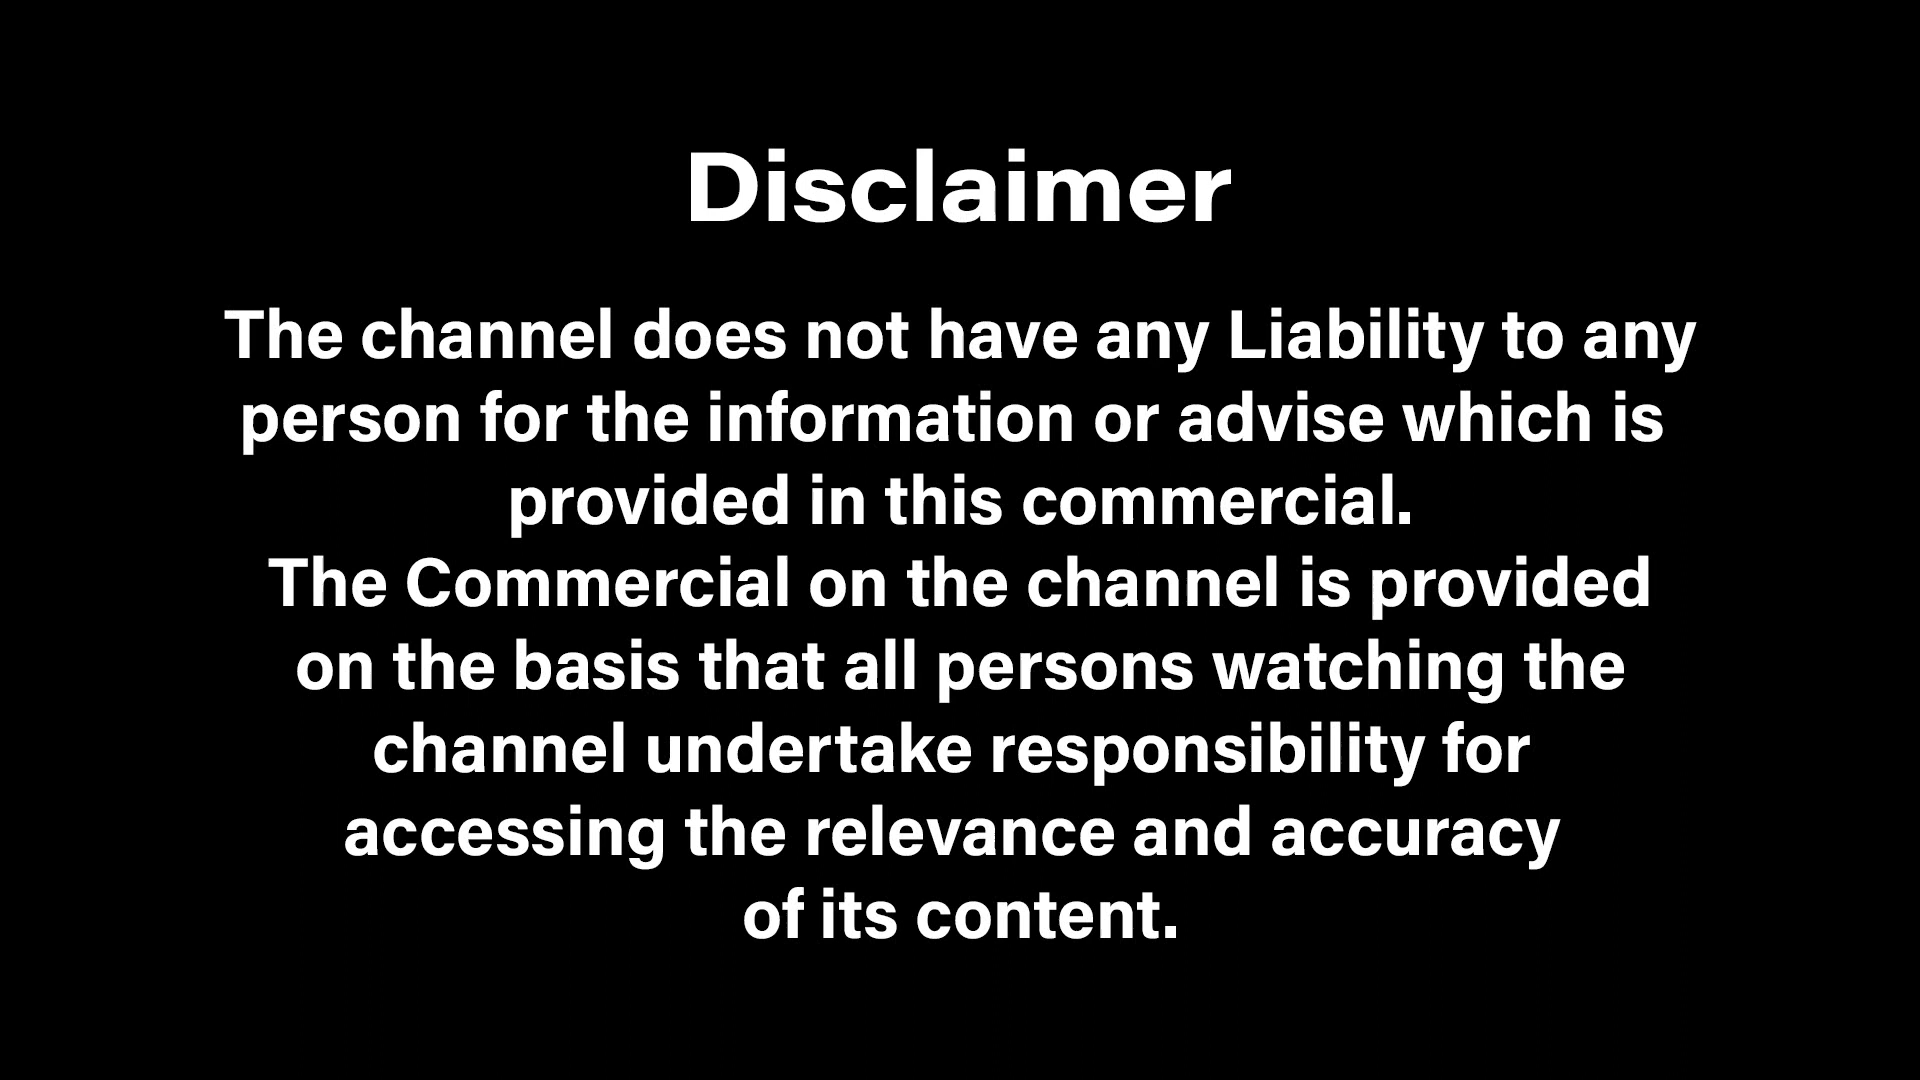 Disclaimer
The channel does not have any Liability to any
person for the information or advise which is
provided in this commercial.
The Commercial on the channel is provided
on the basis that all persons watching the
channel undertake responsibility for
accessing the relevance and accuracy
of its content.